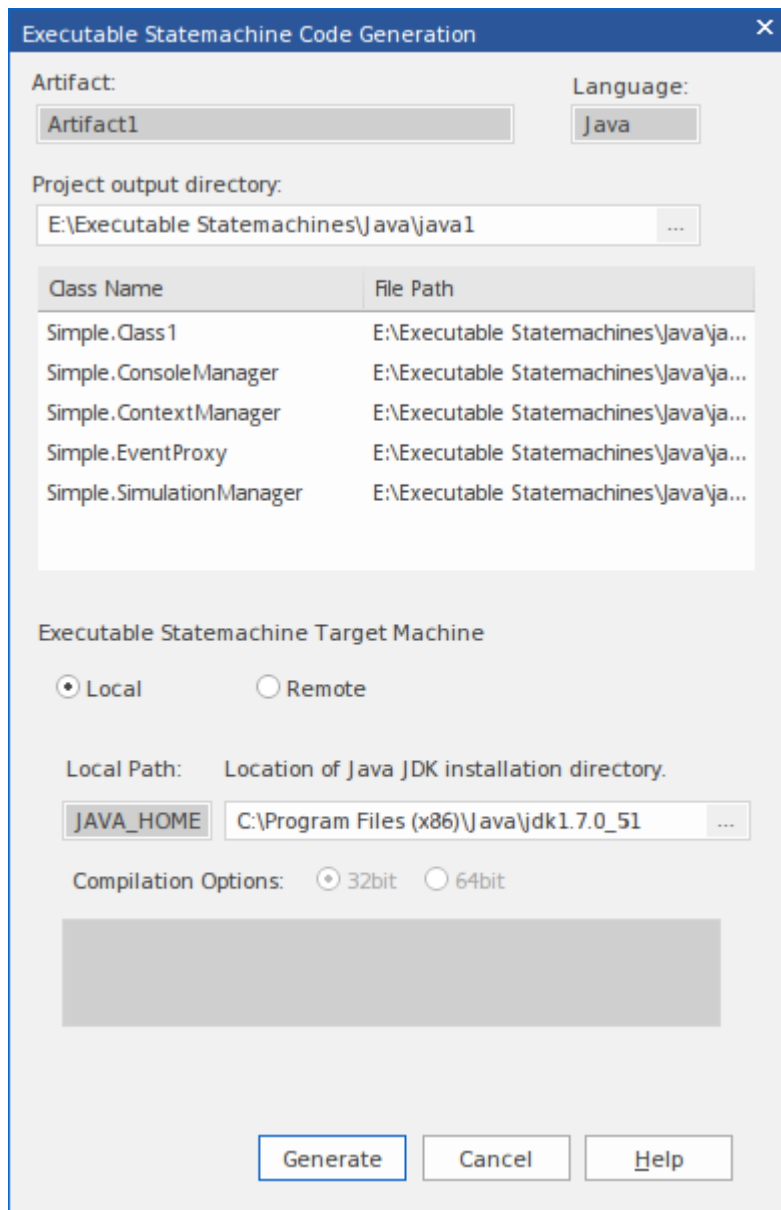 Executable Statemachine Code Generation
Artifact:
Language:
Artifact1
Java
Project output directory:
E:\Executable Statemachines\Java\java1 ...
Class Name File Path
Simple.Class1 E:\Executable Statemachines\Java\ja...
Simple.ConsoleManager E:\Executable Statemachines\Java\ja...
Simple.ContextManager E:\Executable Statemachines\Java\ja...
Simple.EventProxy E:\Executable Statemachines\Java\ja...
Simple.SimulationManager E:\Executable Statemachines\Java\ja...
Executable Statemachine Target Machine
Local Remote
Local Path: Location of Java JDK installation directory.
JAVA_HOME C:\Program Files (x86)\Java\jdk1.7.0_51 ...
Compilation Options: 32bit 64bit
Generate Cancel Help